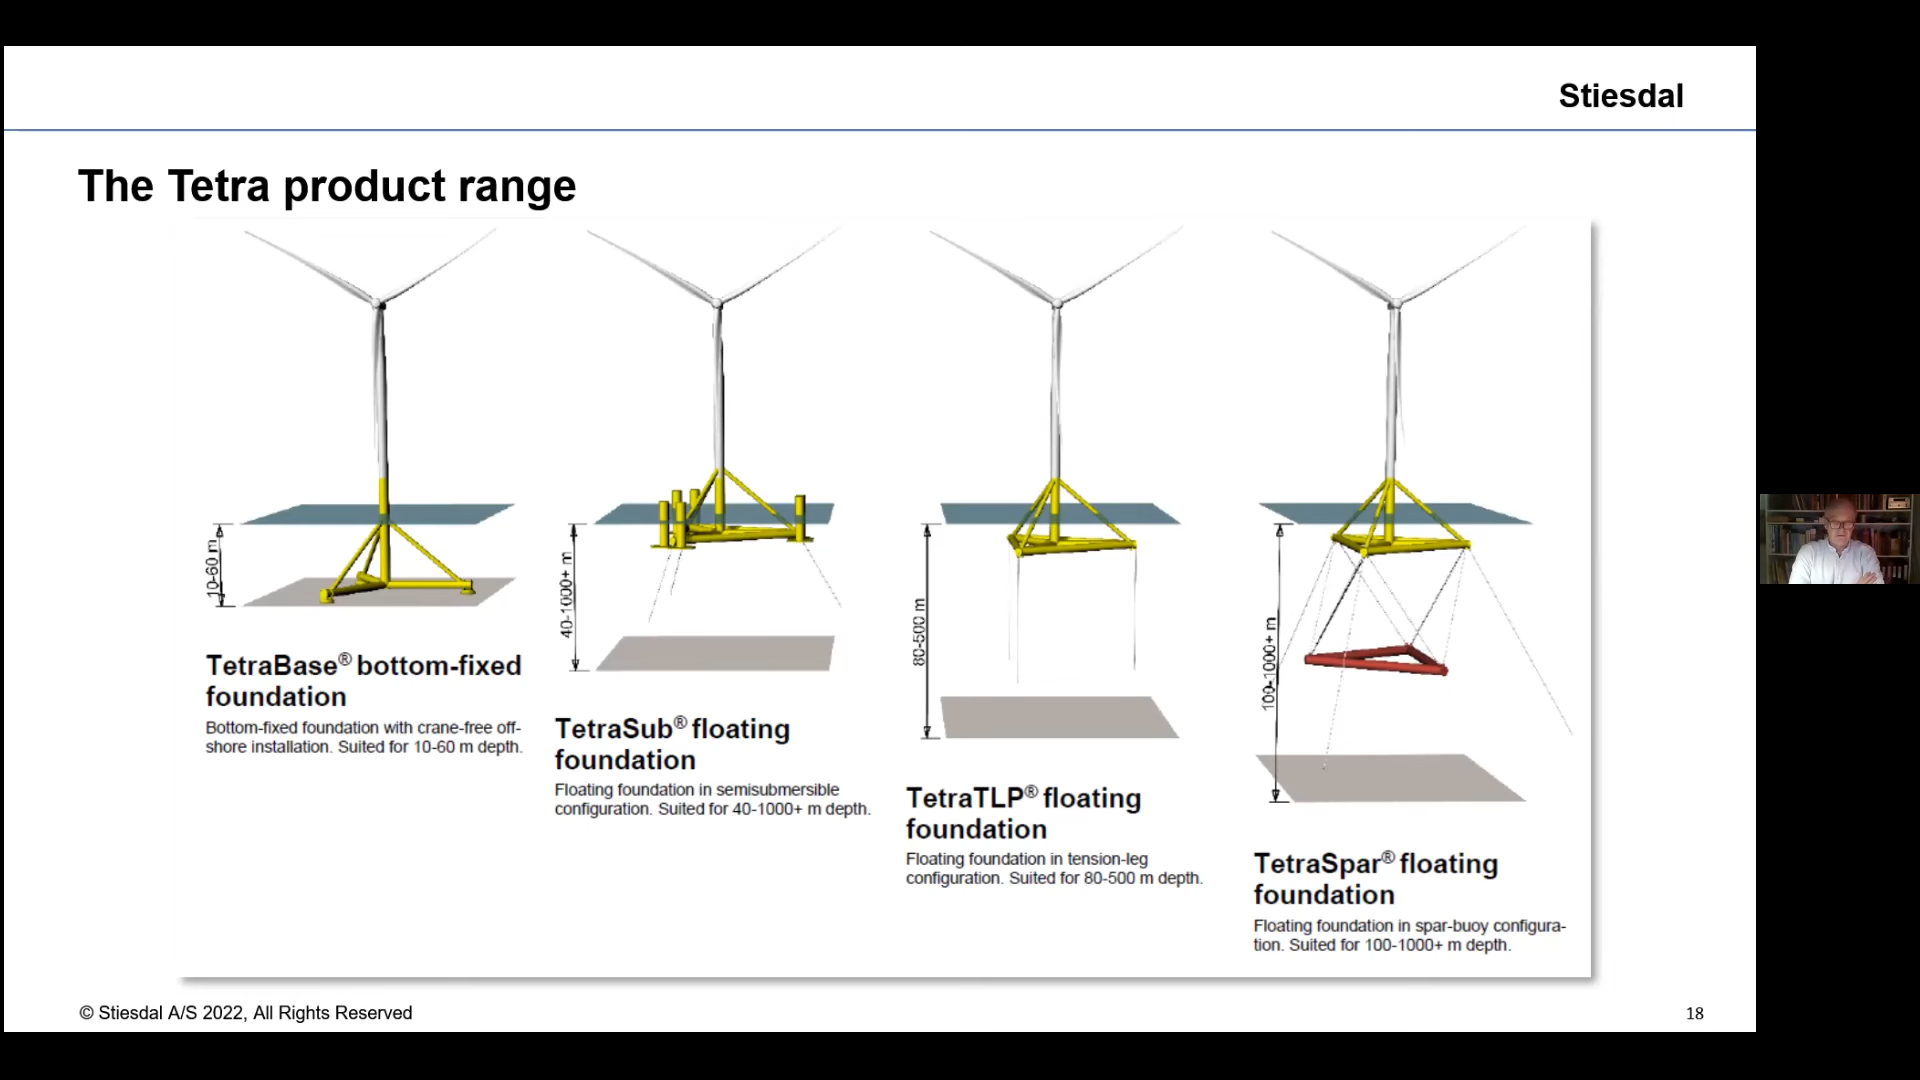 Stiesdal
The Tetra product range
10-60 m
TetraBase® bottom-fixed
foundation
Bottom-fixed foundation with crane-free off-
shore installation. Suited for 10-60 m depth.
40-1000+ m
TetraSub® floating
foundation
Floating foundation in semisubmersible
configuration. Suited for 40-1000+ m depth.
80-500 m
TetraTLP® floating
foundation
Floating foundation in tension-leg
configuration. Suited for 80-500 m depth.
100-1000+ m
TetraSpar® floating
foundation
Floating foundation in spar-buoy configura-
tion. Suited for 100-1000+ m depth.
© Stiesdal A/S 2022, All Rights Reserved
18